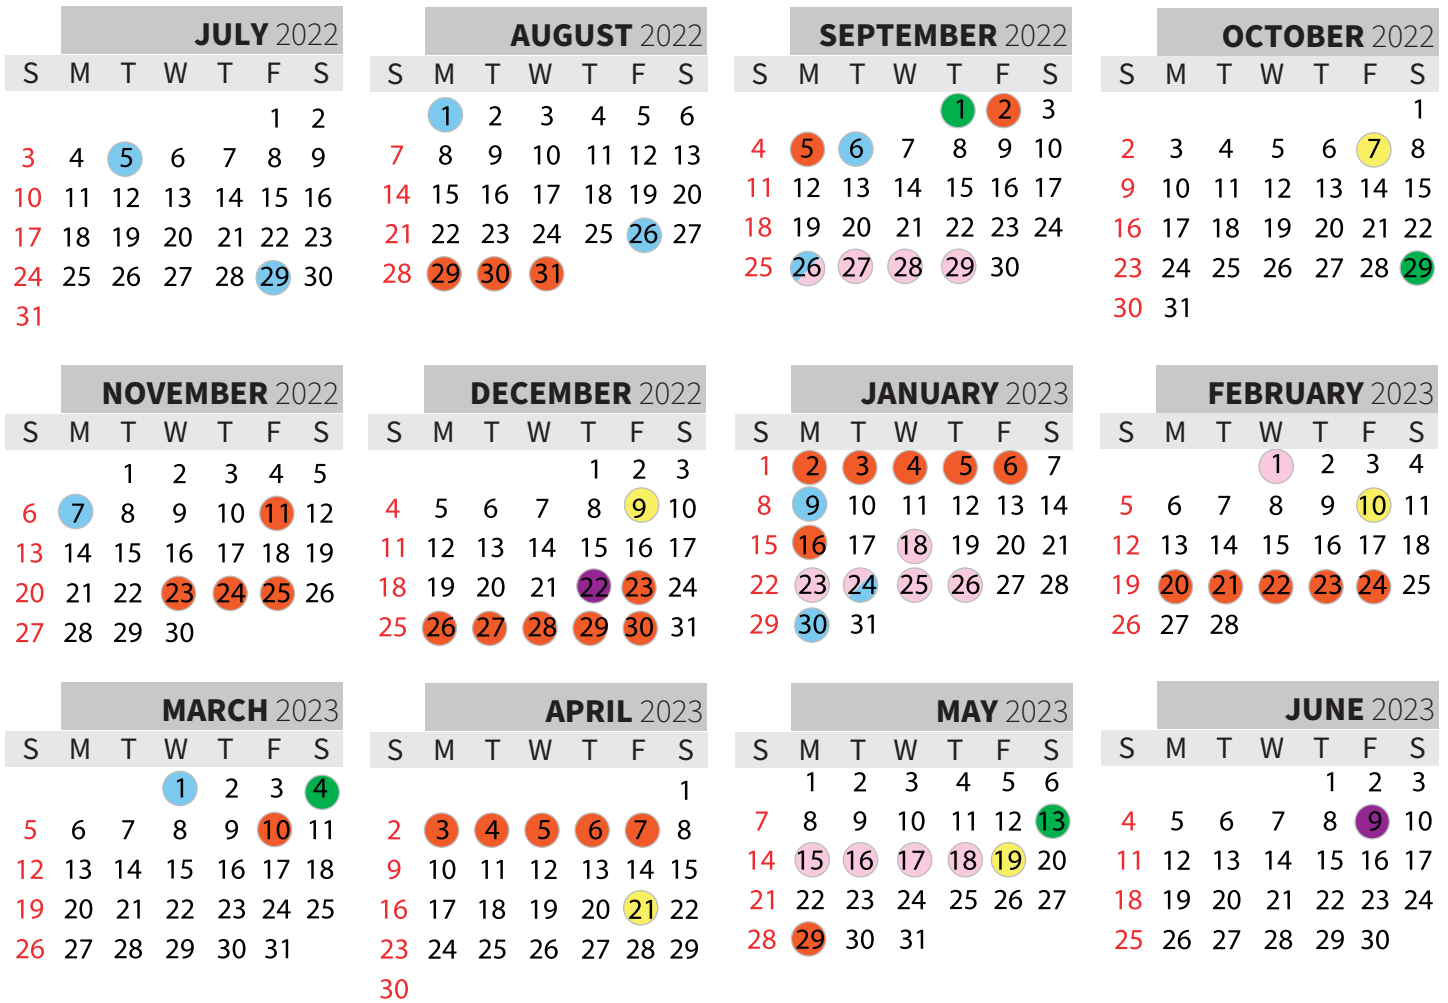 JULY 2022
S M T W T F S
1 2
3 4 5 6 7 8 9
10 11 12 13 14 15 16
17 18 19 20 21 22 23
24 25 26 27 28 29 30
31
AUGUST 2022
S M T W T F S
1 2 3 4 5 6
7 8 9 10 11 12 13
14 15 16 17 18 19 20
21 22 23 24 25 26 27
28 29 30 31
SEPTEMBER 2022
S M T W T F S
1 2 3
4 5 6 7 8 9 10
11 12 13 14 15 16 17
18 19 20 21 22 23 24
25 26 27 28 29 30
OCTOBER 2022
S M T W T F S
1
2 3 4 5 6 7 8
9 10 11 12 13 14 15
16 17 18 19 20 21 22
23 24 25 26 27 28 29
30 31
NOVEMBER 2022
S M T W T F S
1 2 3 4 5
6 7 8 9 10 11 12
13 14 15 16 17 18 19
20 21 22 23 24 25 26
27 28 29 30
DECEMBER 2022
S M T W T F S
1 2 3
4 5 6 7 8 9 10
11 12 13 14 15 16 17
18 19 20 21 22 23 24
25 26 27 28 29 30 31
JANUARY 2023
S M T W T F S
1 2 3 4 5 6 7
8 9 10 11 12 13 14
15 16 17 18 19 20 21
22 23 24 25 26 27 28
29 30 31
FEBRUARY 2023
S M T W T F S
1 2 3 4
5 6 7 8 9 10 11
12 13 14 15 16 17 18
19 20 21 22 23 24 25
26 27 28
MARCH 2023
S M T W T F S
1 2 3 4
5 6 7 8 9 10 11
12 13 14 15 16 17 18
19 20 21 22 23 24 25
26 27 28 29 30 31
APRIL 2023
S M T W T F S
1
2 3 4 5 6 7 8
9 10 11 12 13 14 15
16 17 18 19 20 21 22
23 24 25 26 27 28 29
30
MAY 2023
S M T W T F S
1 2 3 4 5 6
7 8 9 10 11 12 13
14 15 16 17 18 19 20
21 22 23 24 25 26 27
28 29 30 31
JUNE 2023
S M T W T F S
1 2 3
4 5 6 7 8 9 10
11 12 13 14 15 16 17
18 19 20 21 22 23 24
25 26 27 28 29 30